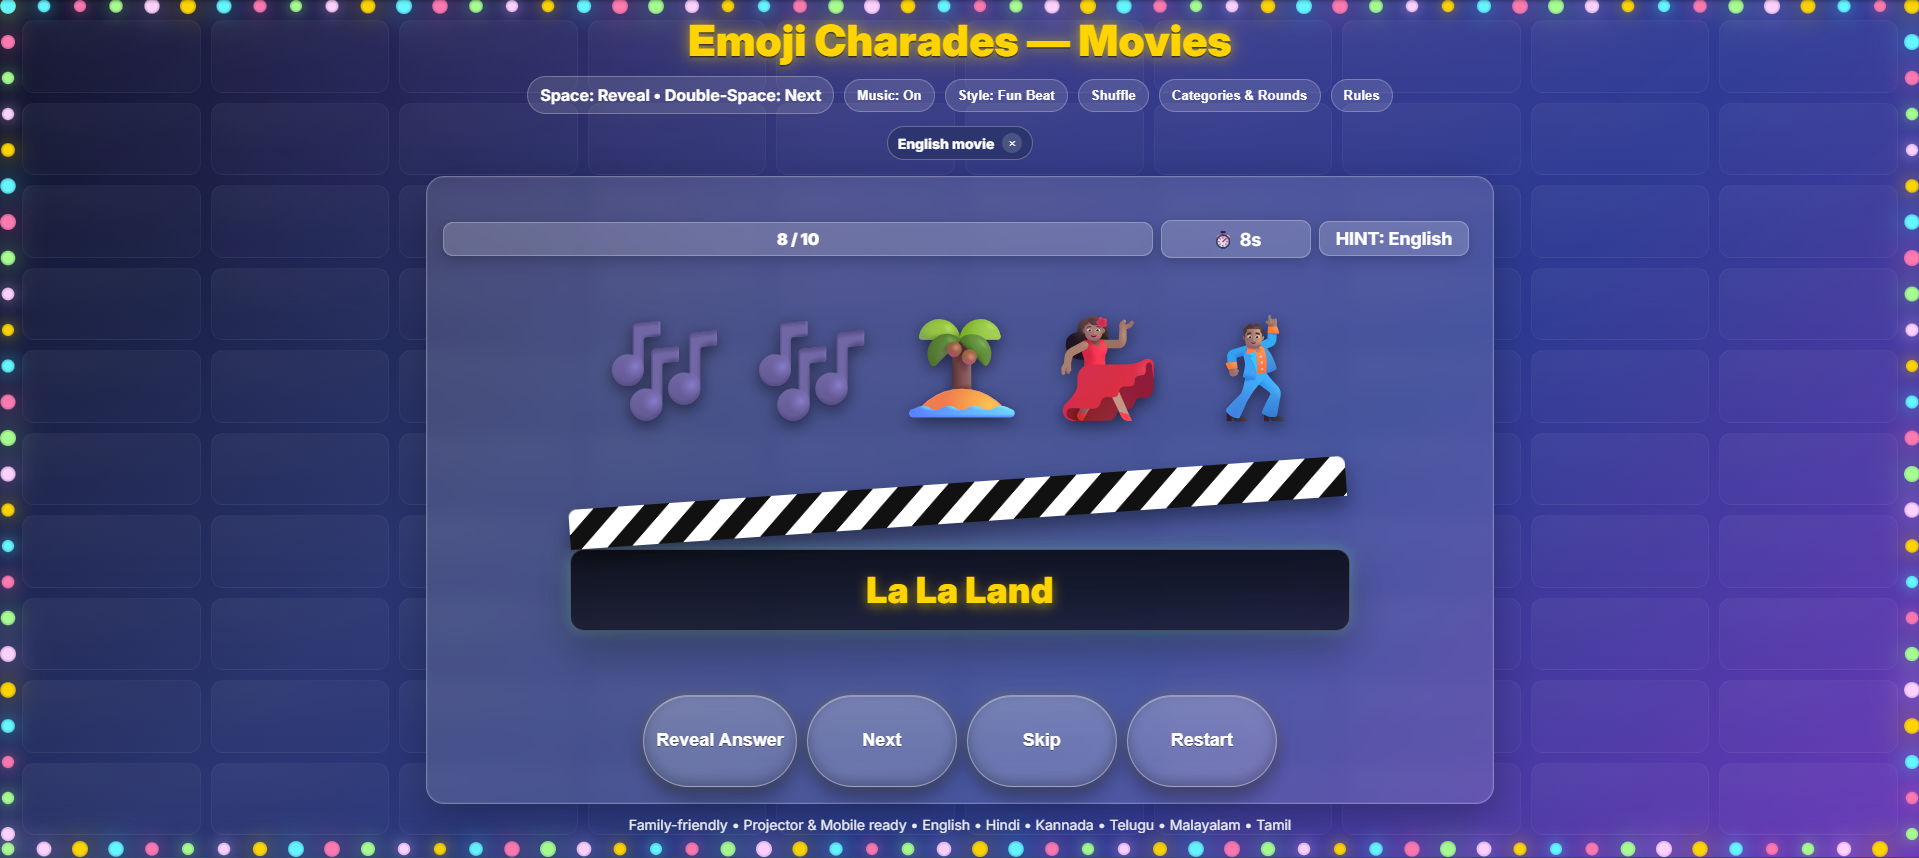 Emoji Charades — Movies
Space: Reveal • Double-Space: Next
Music: On
Style: Fun Beat
Shuffle
Categories & Rounds
Rules
English movie ×
8 / 10
8s
HINT: English
La La Land
Reveal Answer
Next
Skip
Restart
Family-friendly • Projector & Mobile ready • English • Hindi • Kannada • Telugu • Malayalam • Tamil